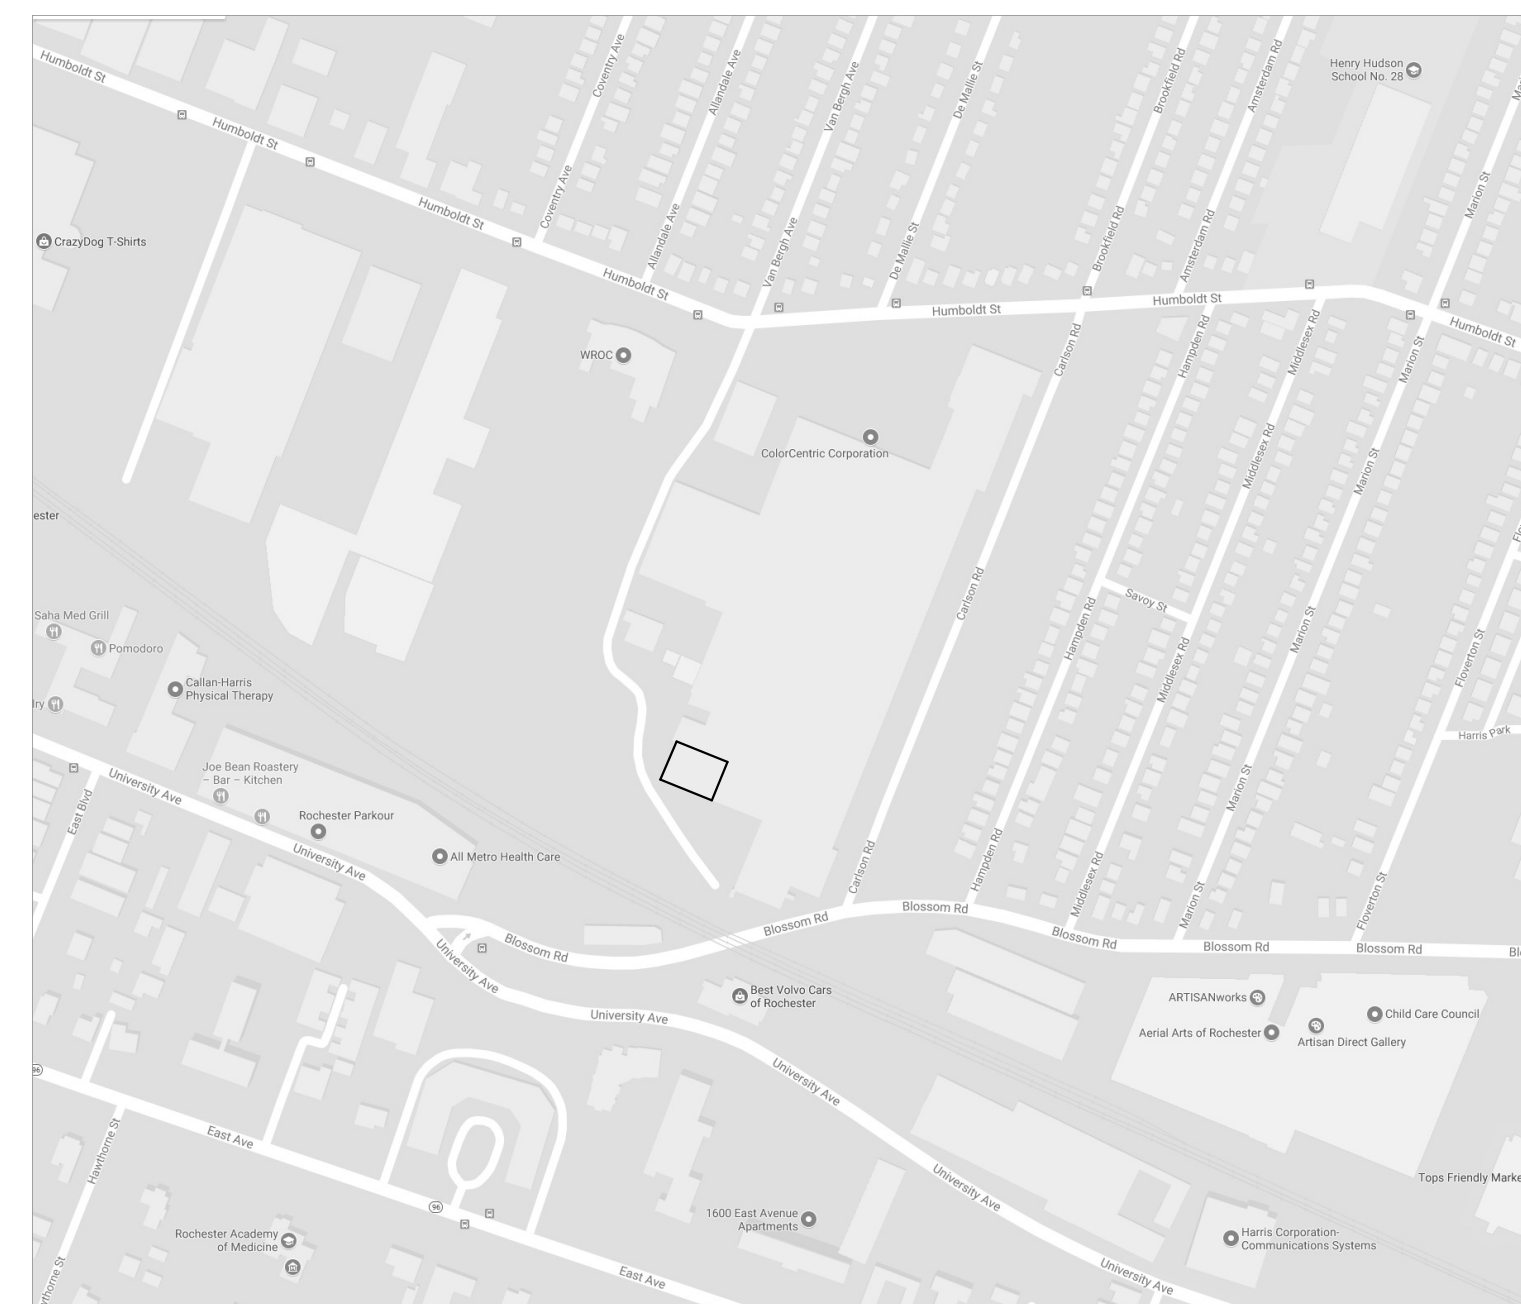 Humboldt St
Coventry Ave
Allandale Ave
Van Bergh Ave
De Mallie St
Brookfield Rd
Amsterdam Rd
Henry Hudson
School No. 28
Humboldt St
Coventry Ave
Marion St
CrazyDog T-Shirts
Humboldt St
Allandale Ave
Van Bergh Ave
De Mallie St
Brookfield Rd
Amsterdam Rd
Humboldt St
Humboldt St
Humboldt St
Humboldt St
WROC
Carlson Rd
Hampden Rd
Middlesex Rd
Marion St
ColorCentric Corporation
Middlesex Rd
Marion St
ester
Carlson Rd
Savoy St
Saha Med Grill
Pomodoro
Hampden Rd
Marion St
Floverton St
Callan-Harris
Physical Therapy
Middlesex Rd
lry
Harris Park
University Ave
Joe Bean Roastery
– Bar – Kitchen
East Blvd
Rochester Parkour
Marion St
University Ave
All Metro Health Care
Carlson Rd
Hampden Rd
Middlesex Rd
Marion St
Floverton St
Blossom Rd
Blossom Rd
Blossom Rd
Blossom Rd
Blossom Rd
Blossom Rd
University Ave
Best Volvo Cars
of Rochester
ARTISANworks
Child Care Council
Aerial Arts of Rochester
Artisan Direct Gallery
University Ave
96
University Ave
East Ave
Hawthorne St
University Ave
Tops Friendly Marke
96
1600 East Avenue
Apartments
Rochester Academy
of Medicine
Harris Corporation-
Communications Systems
East Ave
University Ave
wthorne St